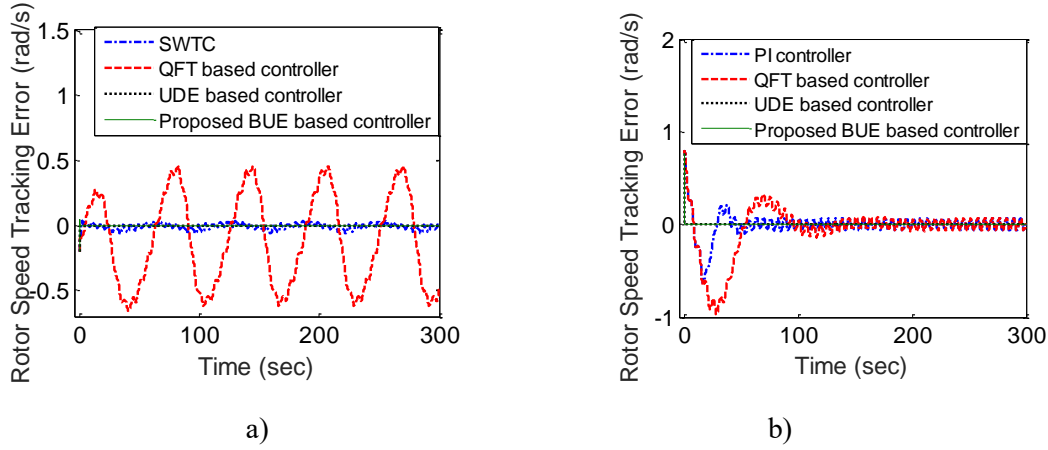 Rotor Speed Tracking Error (rad/s)
1.5
1
0.5
0
-0.5
SWTC
QFT based controller
UDE based controller
Proposed BUE based controller
0
100
200
300
Time (sec)
a)
Rotor Speed Tracking Error (rad/s)
2
1
0
-1
PI controller
QFT based controller
UDE based controller
Proposed BUE based controller
0
100
200
300
Time (sec)
b)